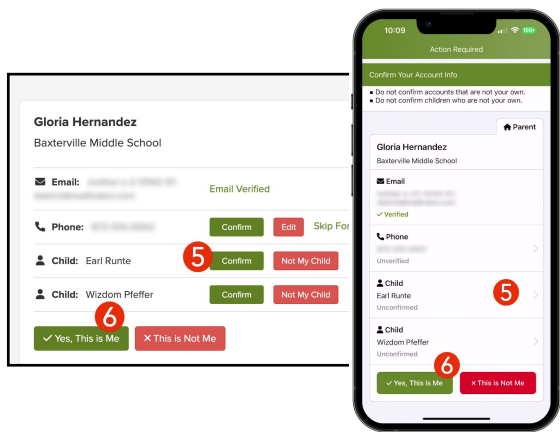 Gloria Hernandez
Baxterville Middle School
Email:
Email Verified
Phone:
Confirm Edit Skip For
Child: Earl Runte
5
Confirm Not My Child
Child: Wizdom Pfeffer
Confirm Not My Child
6
✓ Yes, This is Me × This is Not Me
10:09
100+
Action Required
Confirm Your Account Info
▪ Do not confirm accounts that are not your own.
▪ Do not confirm children who are not your own.
Parent
Gloria Hernandez
Baxterville Middle School
Email
✓ Verified
Phone
Unverified
Child
Earl Runte
Unconfirmed
5
Child
Wizdom Pfeffer
Unconfirmed
6
✓ Yes, This is Me × This is Not Me